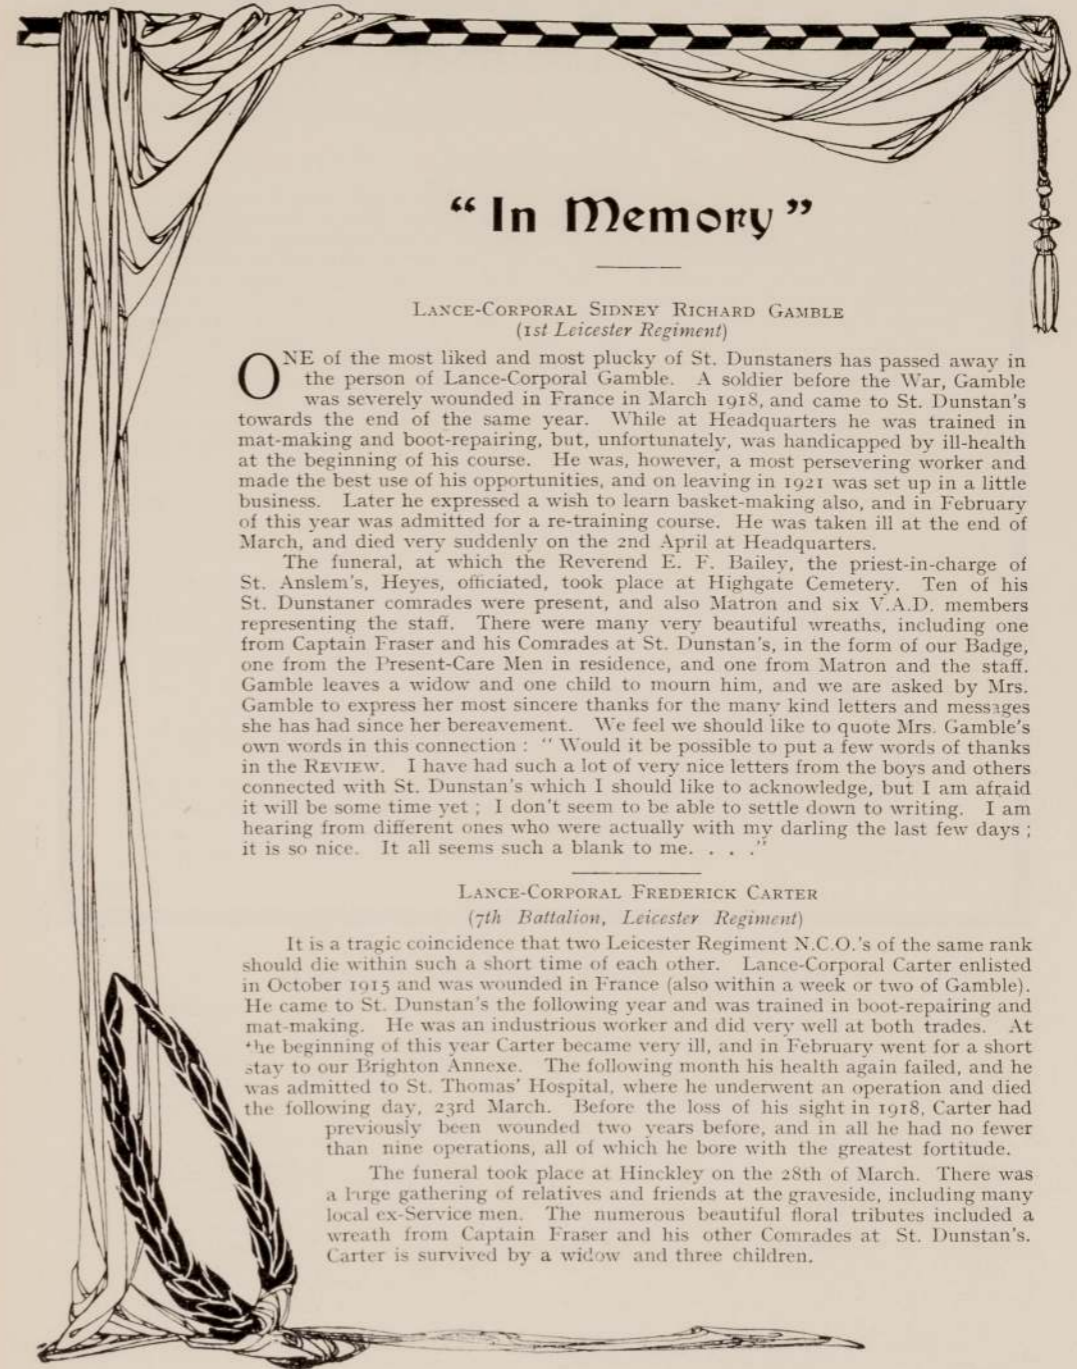 “In Memory”
Lance-Corporal Sidney Richard Gamble
(1st Leicester Regiment)
ONE of the most liked and most plucky of St. Dunstaners has passed away in
the person of Lance-Corporal Gamble. A soldier before the War, Gamble
was severely wounded in France in March 1918, and came to St. Dunstan's
towards the end of the same year. While at Headquarters he was trained in
mat-making and boot-repairing, but, unfortunately, was handicapped by ill-health
at the beginning of his course. He was, however, a most persevering worker and
made the best use of his opportunities, and on leaving in 1921 was set up in a little
business. Later he expressed a wish to learn basket-making also, and in February
of this year was admitted for a re-training course. He was taken ill at the end of
March, and died very suddenly on the 2nd April at Headquarters.
The funeral, at which the Reverend E. F. Bailey, the priest-in-charge of
St. Anslem's, Heyes, officiated, took place at Highgate Cemetery. Ten of his
St. Dunstaner comrades were present, and also Matron and six V.A.D. members
representing the staff. There were many very beautiful wreaths, including one
from Captain Fraser and his Comrades at St. Dunstan's, in the form of our Badge,
one from the Present-Care Men in residence, and one from Matron and the staff.
Gamble leaves a widow and one child to mourn him, and we are asked by Mrs.
Gamble to express her most sincere thanks for the many kind letters and messages
she has had since her bereavement. We feel we should like to quote Mrs. Gamble's
own words in this connection : “ Would it be possible to put a few words of thanks
in the Review. I have had such a lot of very nice letters from the boys and others
connected with St. Dunstan's which I should like to acknowledge, but I am afraid
it will be some time yet ; I don't seem to be able to settle down to writing. I am
hearing from different ones who were actually with my darling the last few days ;
it is so nice. It all seems such a blank to me. . . .”
Lance-Corporal Frederick Carter
(7th Battalion, Leicester Regiment)
It is a tragic coincidence that two Leicester Regiment N.C.O.'s of the same rank
should die within such a short time of each other. Lance-Corporal Carter enlisted
in October 1915 and was wounded in France (also within a week or two of Gamble).
He came to St. Dunstan's the following year and was trained in boot-repairing and
mat-making. He was an industrious worker and did very well at both trades. At
the beginning of this year Carter became very ill, and in February went for a short
stay to our Brighton Annexe. The following month his health again failed, and he
was admitted to St. Thomas' Hospital, where he underwent an operation and died
the following day, 23rd March. Before the loss of his sight in 1918, Carter had
previously been wounded two years before, and in all he had no fewer
than nine operations, all of which he bore with the greatest fortitude.
The funeral took place at Hinckley on the 28th of March. There was
a large gathering of relatives and friends at the graveside, including many
local ex-Service men. The numerous beautiful floral tributes included a
wreath from Captain Fraser and his other Comrades at St. Dunstan's.
Carter is survived by a widow and three children.